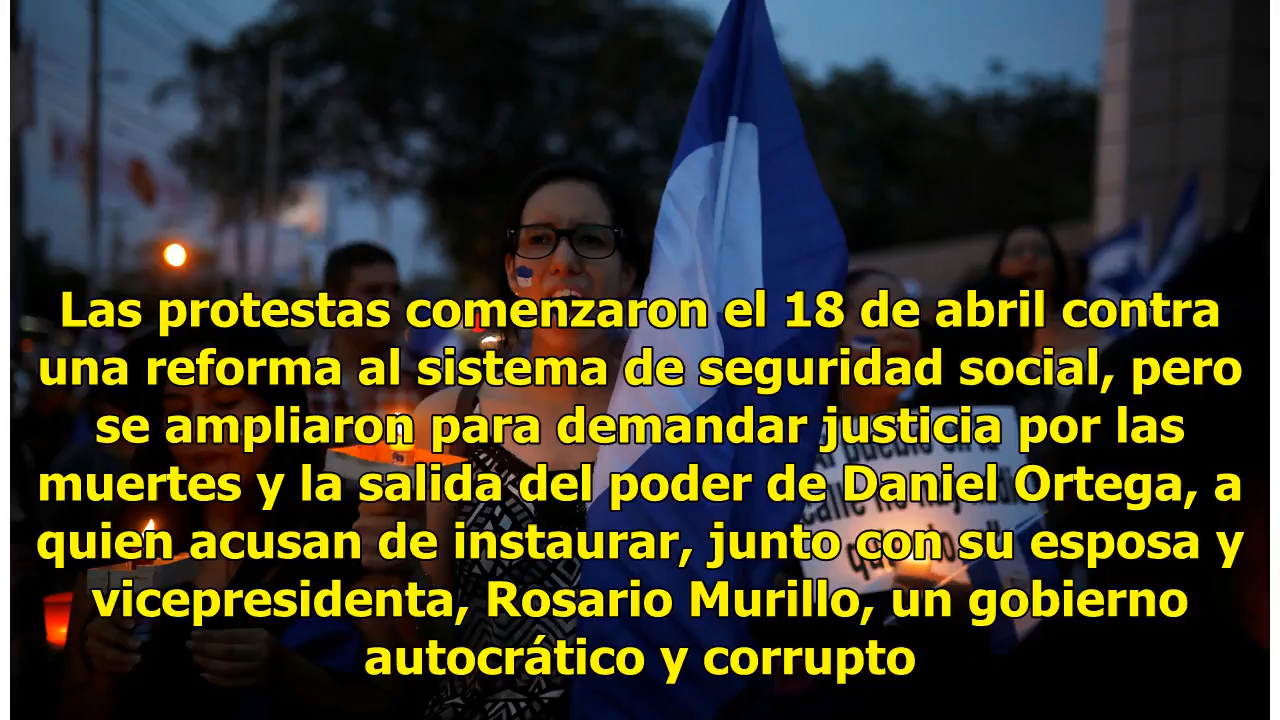 Las protestas comenzaron el 18 de abril contra
una reforma al sistema de seguridad social, pero
se ampliaron para demandar justicia por las
muertes y la salida del poder de Daniel Ortega, a
quien acusan de instaurar, junto con su esposa y
vicepresidenta, Rosario Murillo, un gobierno
autocrático y corrupto